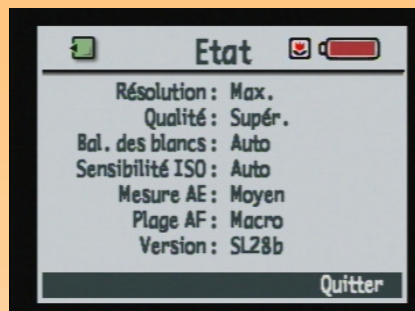 Etat
Résolution : Max.
Qualité : Supér.
Bal. des blancs : Auto
Sensibilité ISO : Auto
Mesure AE : Moyen
Plage AF : Macro
Version : SL28b
Quitter